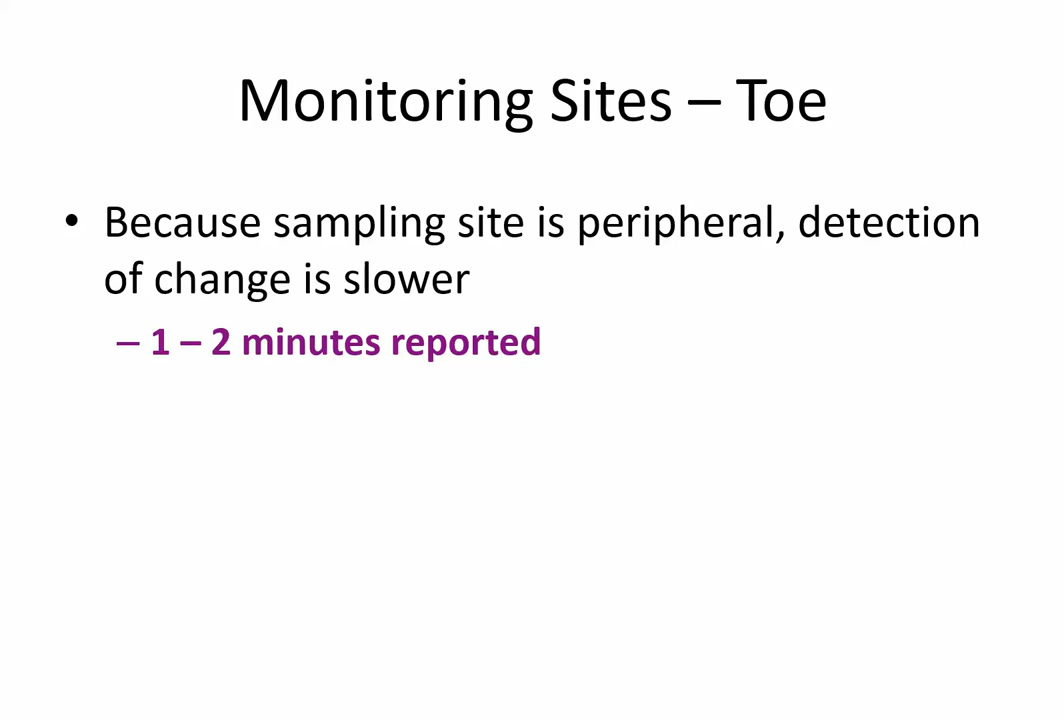 Monitoring Sites – Toe
• Because sampling site is peripheral, detection
of change is slower
– 1 – 2 minutes reported